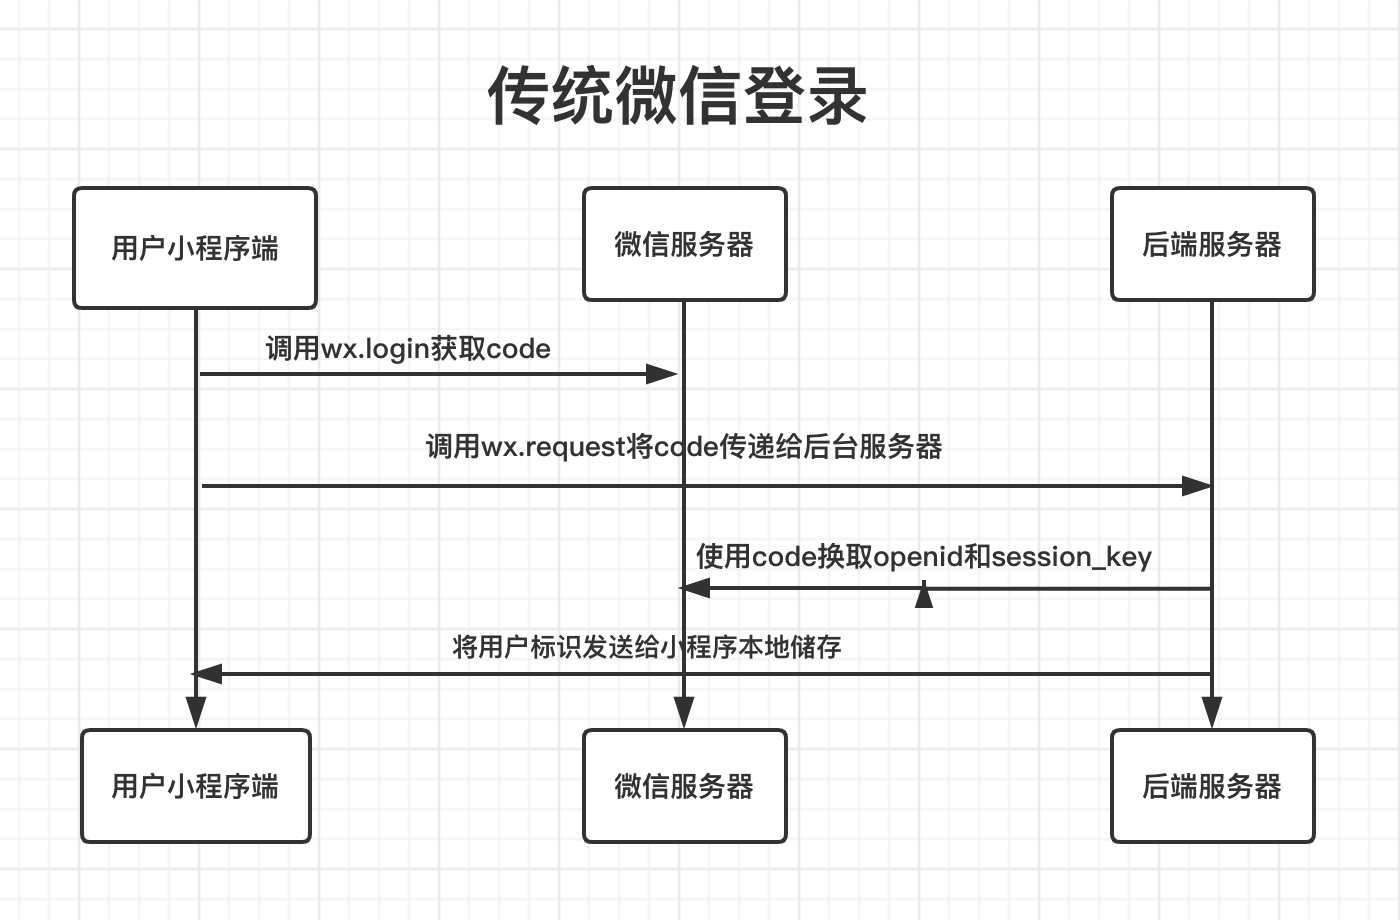 传统微信登录
用户小程序端
微信服务器
后端服务器
调用wx.login获取code
调用wx.request将code传递给后台服务器
使用code换取openid和session_key
将用户标识发送给小程序本地储存
用户小程序端
微信服务器
后端服务器